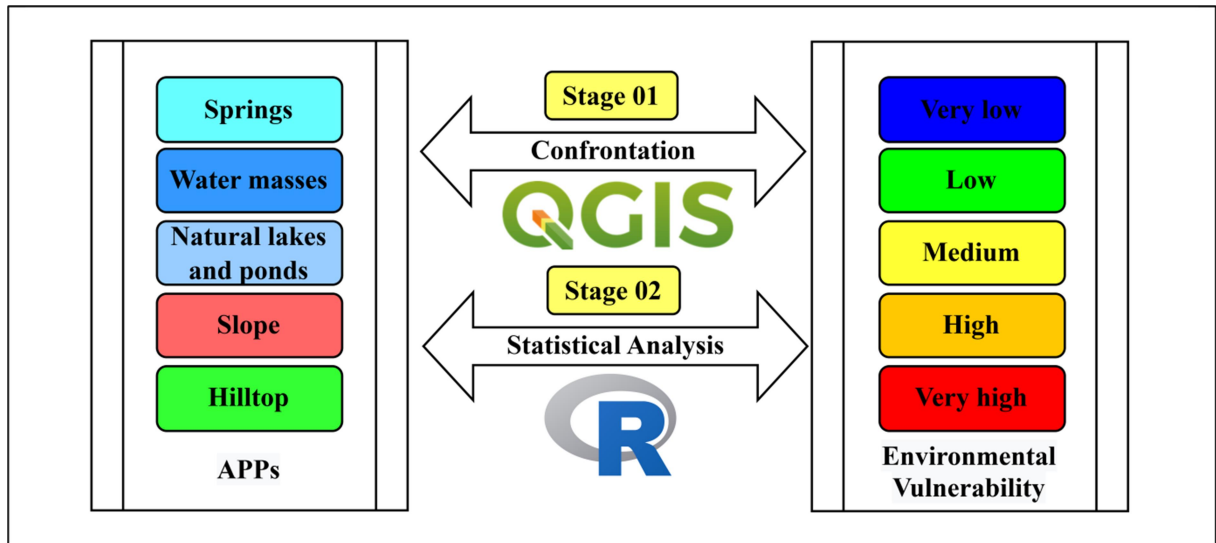 Springs
Water masses
Natural lakes
and ponds
Slope
Hilltop
APPs
Stage 01
Confrontation
QGIS
Stage 02
Statistical Analysis
R
Very low
Low
Medium
High
Very high
Environmental
Vulnerability